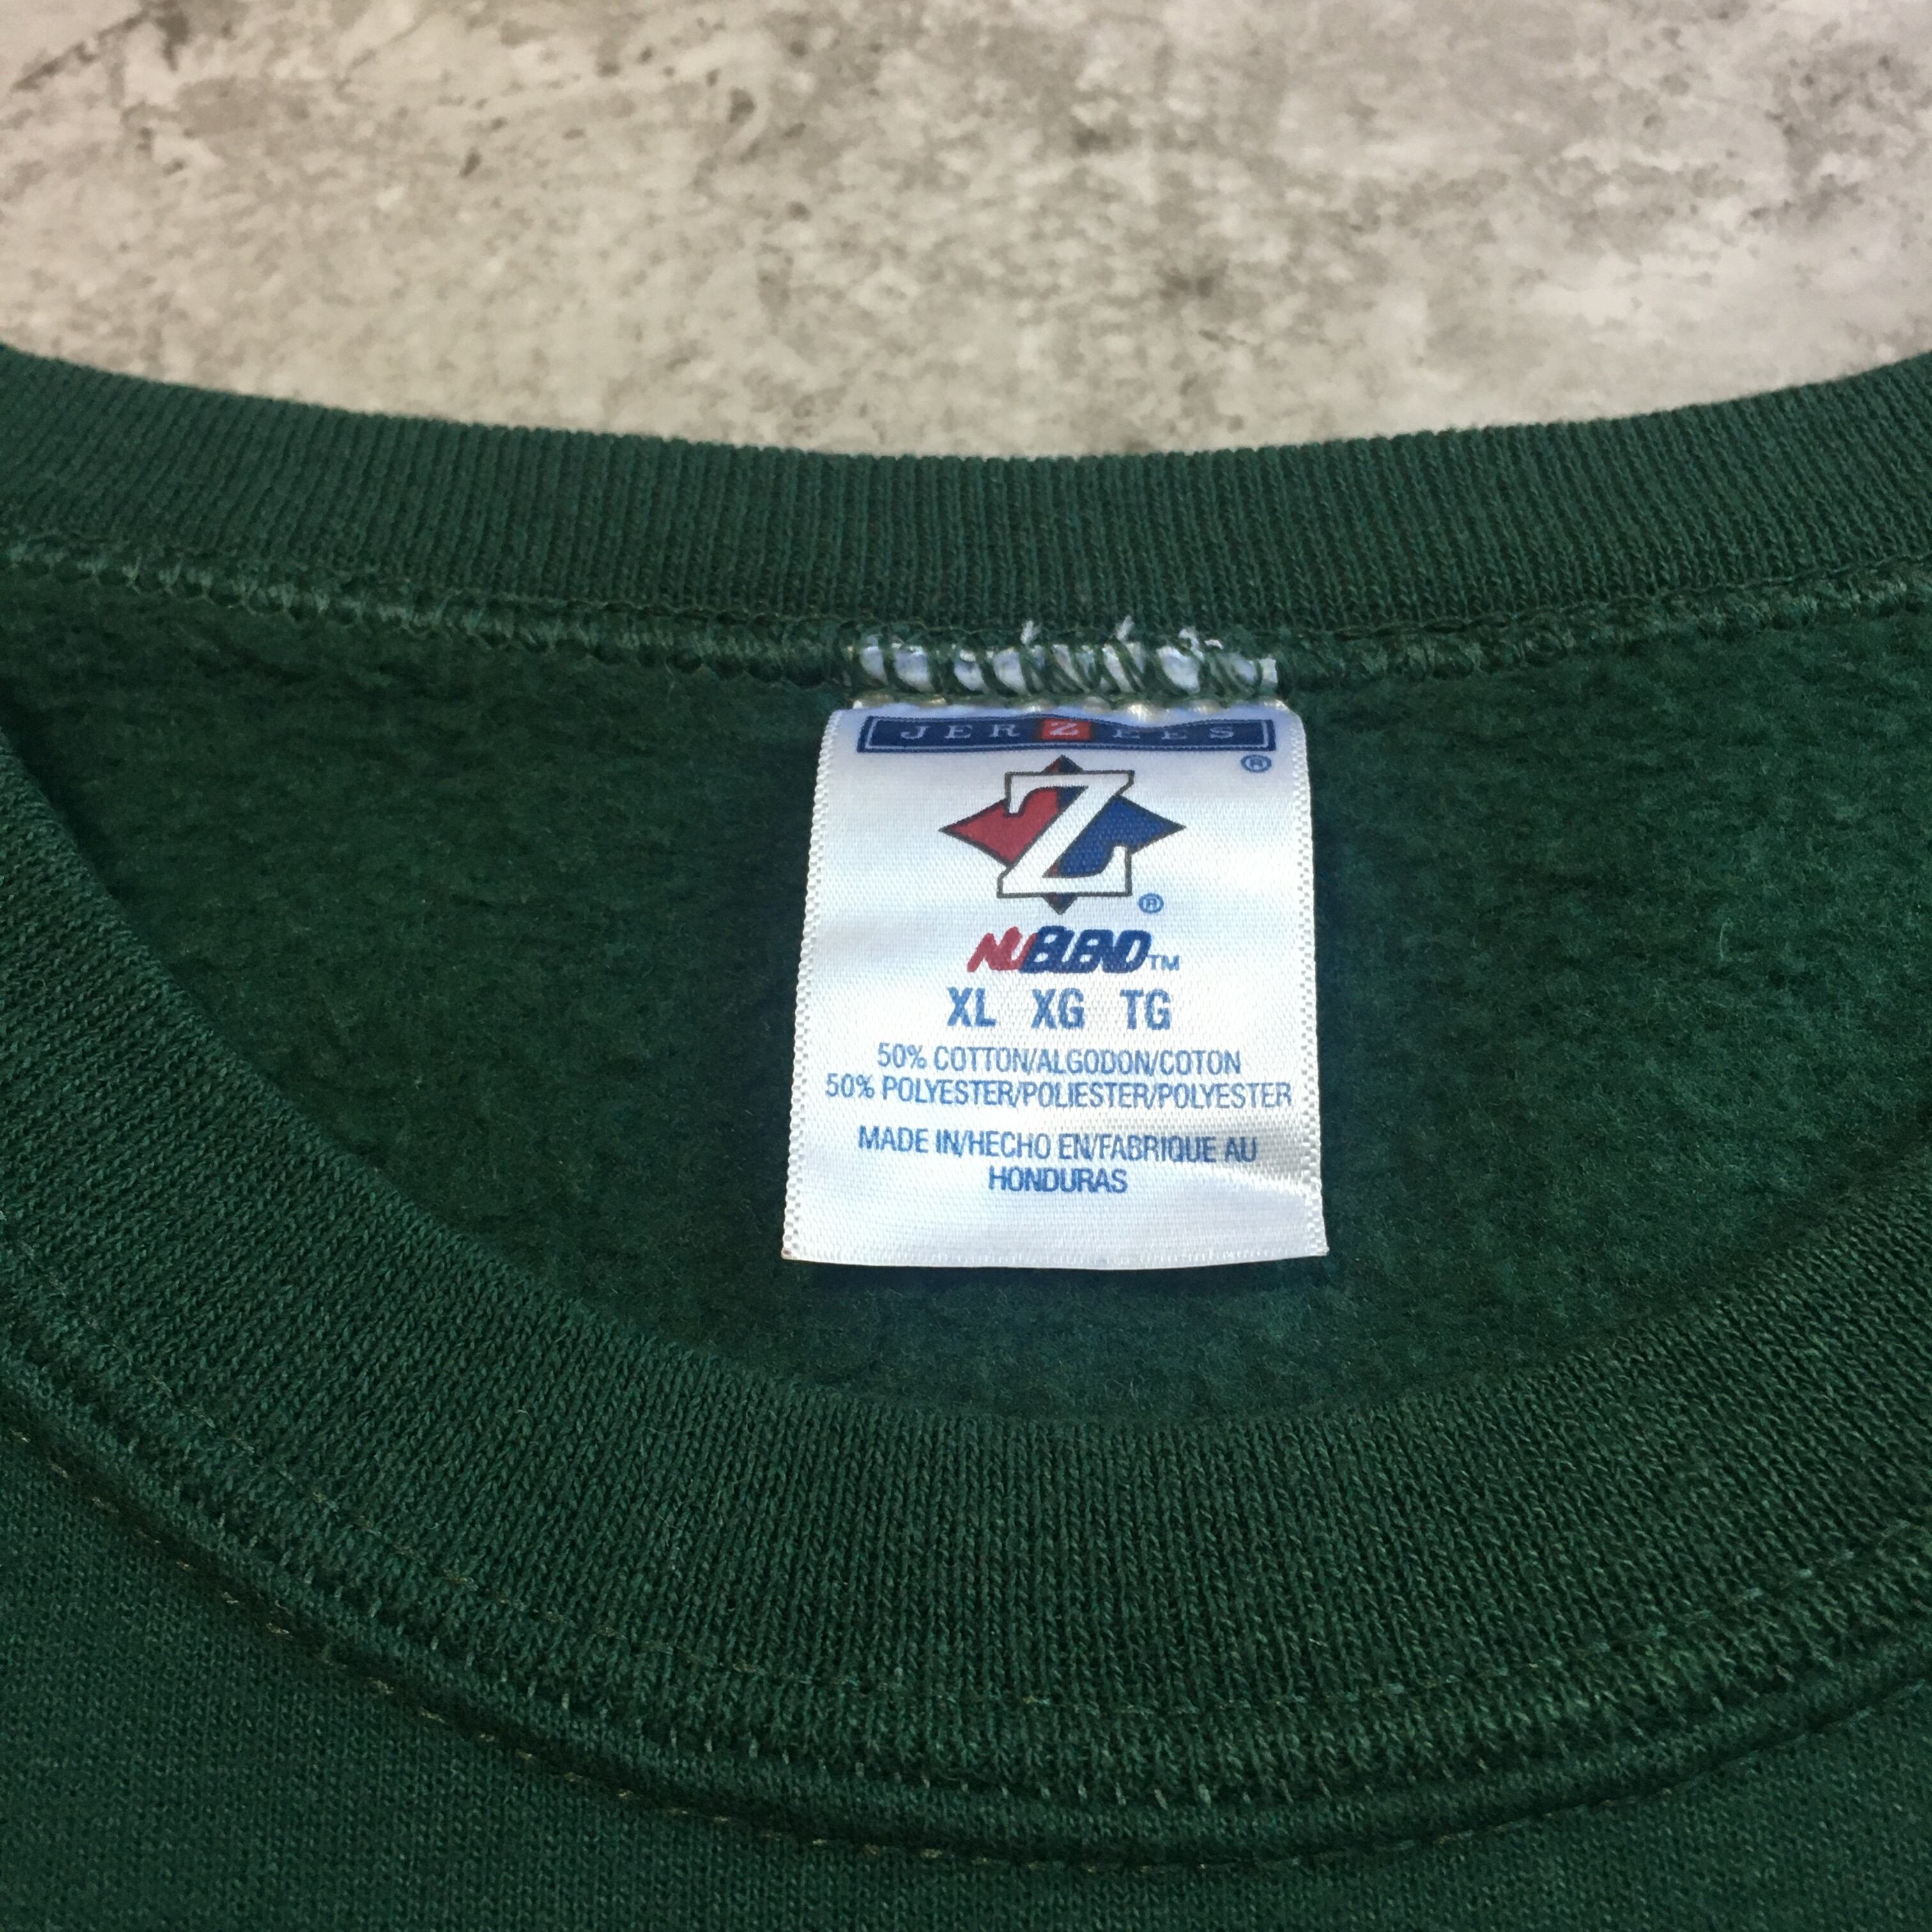 JERZEES
®
Z
®
NUBLEND™
XL XG TG
50% COTTON/ALGODON/COTON
50% POLYESTER/POLIESTER/POLYESTER
MADE IN/HECHO EN/FABRIQUE AU
HONDURAS